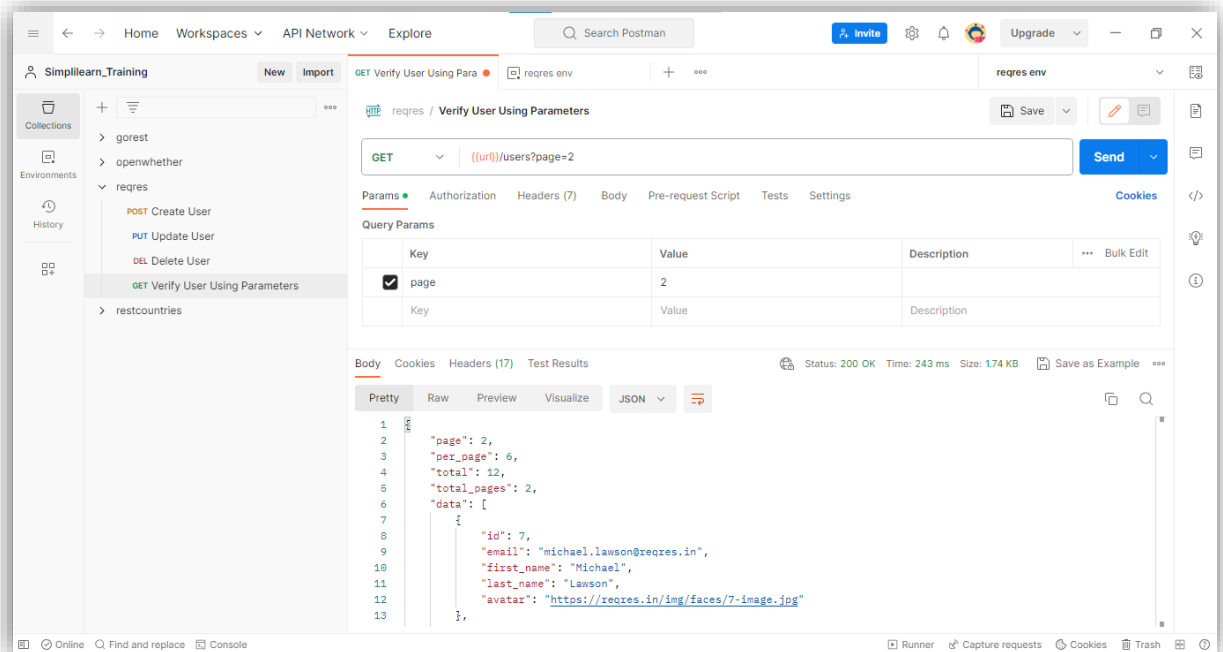 Home Workspaces API Network Explore Search Postman Invite Upgrade
Simplilearn_Training New Import GET Verify User Using Para reqres env reqres env
Collections
Environments
History
gorest
openwhether
reqres
POST Create User
PUT Update User
DEL Delete User
GET Verify User Using Parameters
restcountries
HTTP reqres / Verify User Using Parameters Save
GET {{url}}/users?page=2 Send
Params Authorization Headers (7) Body Pre-request Script Tests Settings Cookies
Query Params
Key Value Description Bulk Edit
page 2
Key Value Description
Body Cookies Headers (17) Test Results Status: 200 OK Time: 243 ms Size: 1.74 KB Save as Example
Pretty Raw Preview Visualize JSON
1 {
2 "page": 2,
3 "per_page": 6,
4 "total": 12,
5 "total_pages": 2,
6 "data": [
7 {
8 "id": 7,
9 "email": "michael.lawson@reqres.in",
10 "first_name": "Michael",
11 "last_name": "Lawson",
12 "avatar": "https://reqres.in/img/faces/7-image.jpg"
13 },
Online Find and replace Console Runner Capture requests Cookies Trash